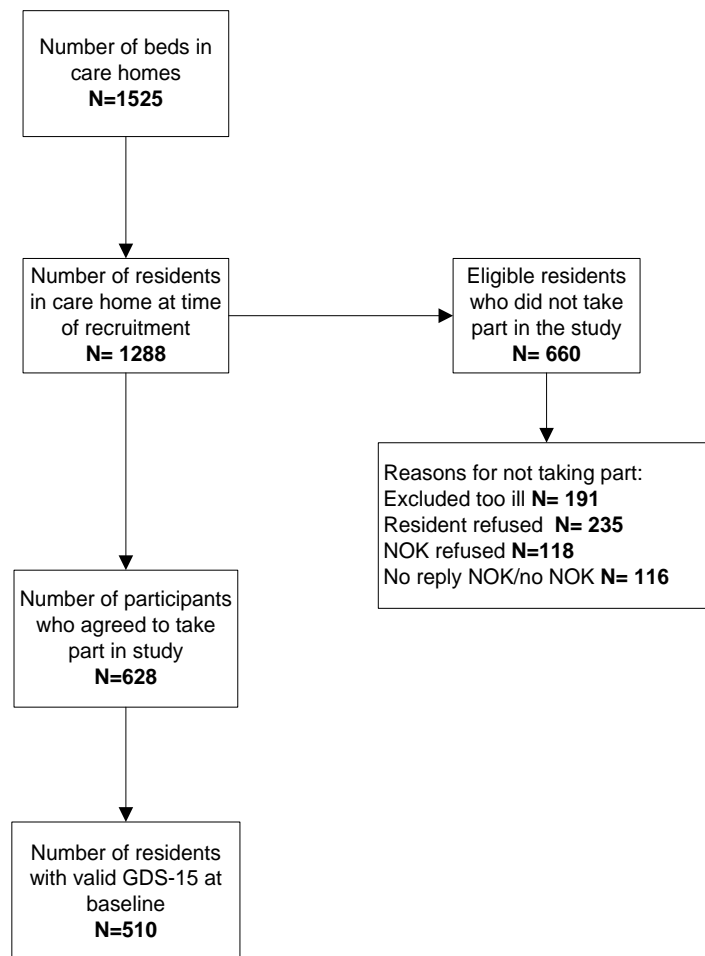 Number of beds in
care homes
N=1525
Number of residents
in care home at time
of recruitment
N= 1288
Eligible residents
who did not take
part in the study
N= 660
Reasons for not taking part:
Excluded too ill N= 191
Resident refused  N= 235
NOK refused N=118
No reply NOK/no NOK N= 116
Number of participants
who agreed to take
part in study
N=628
Number of residents
with valid GDS-15 at
baseline
N=510